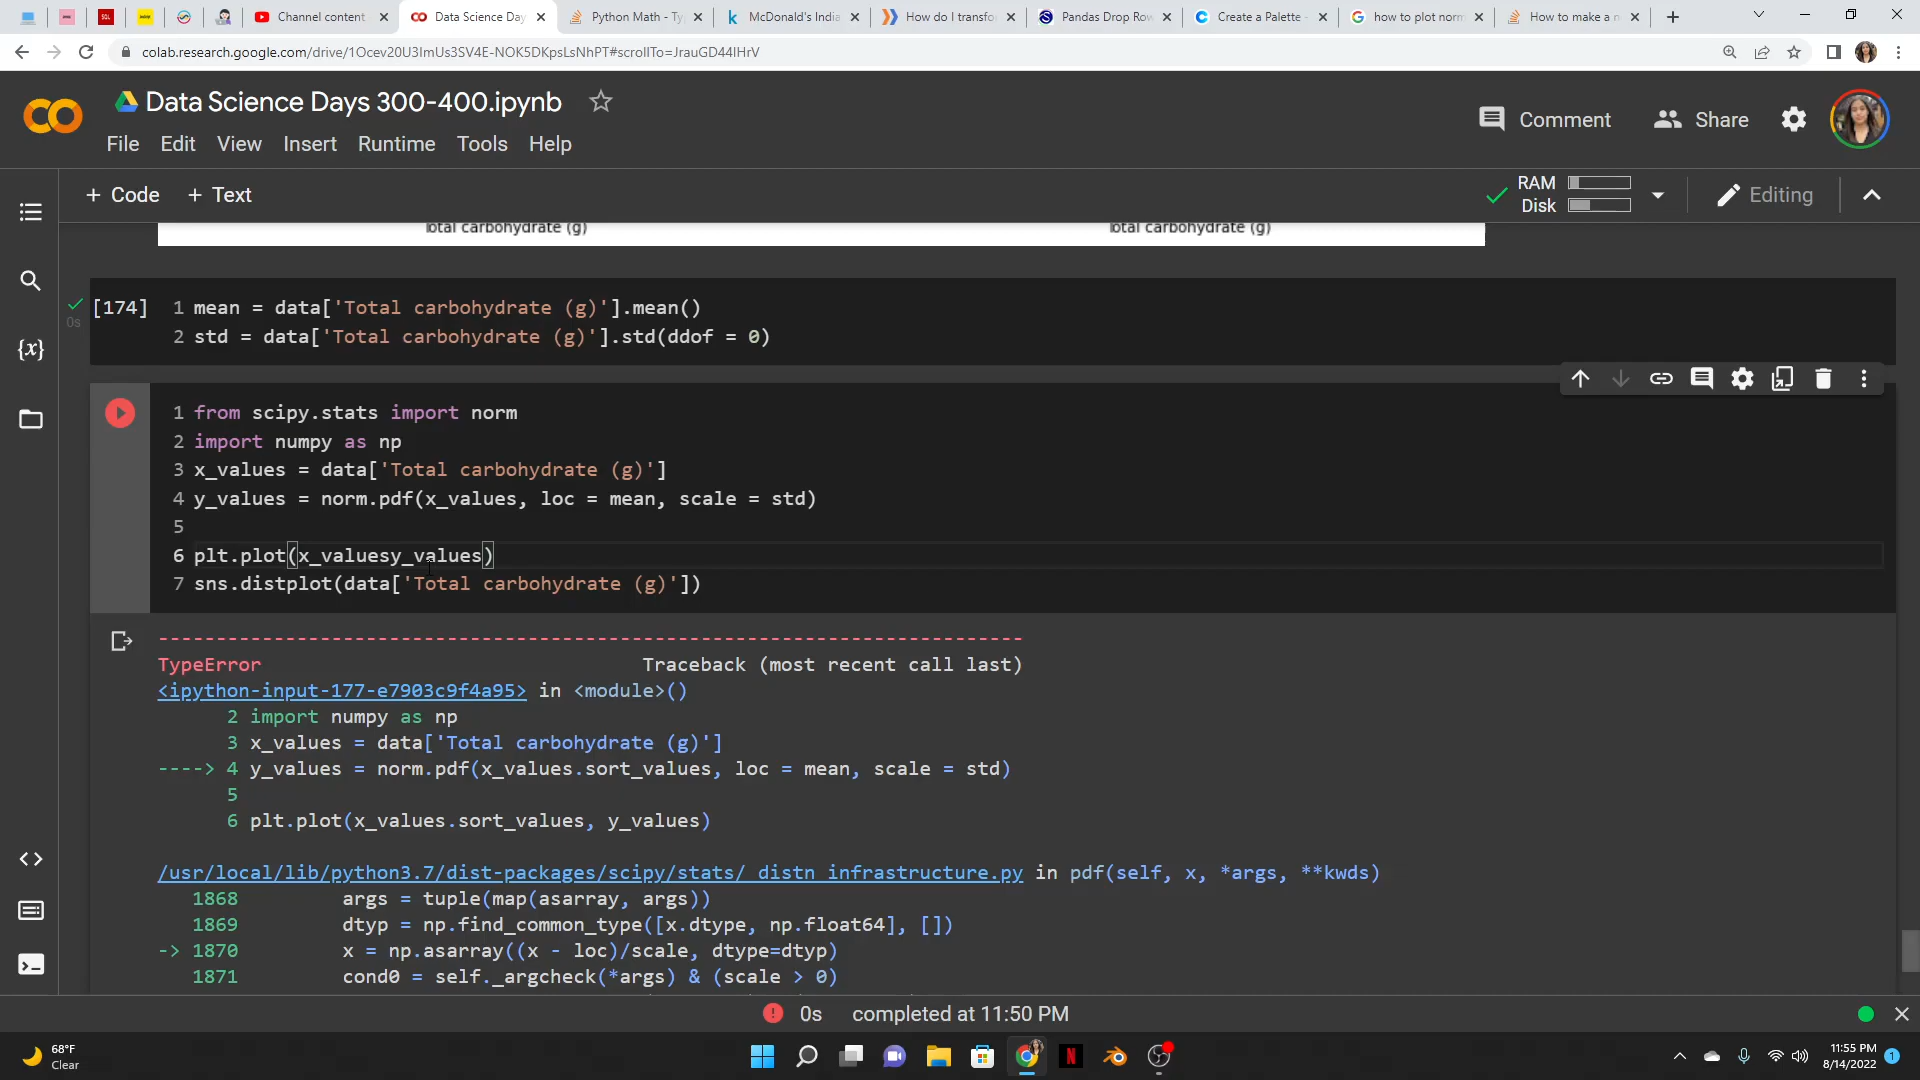 Channel content
Data Science Day
Python Math - Ty
McDonald's India
How do I transfo
Pandas Drop Row
Create a Palette -
how to plot norm
How to make a n
colab.research.google.com/drive/1Ocev20U3ImUs3SV4E-NOK5DKpsLsNhPT#scrollTo=JrauGD44lHrV
Data Science Days 300-400.ipynb
Comment Share
File Edit View Insert Runtime Tools Help
+ Code + Text
RAM
Disk
Editing
Total carbohydrate (g) Total carbohydrate (g)
[174] 1 mean = data['Total carbohydrate (g)'].mean()
0s
2 std = data['Total carbohydrate (g)'].std(ddof = 0)
1 from scipy.stats import norm
2 import numpy as np
3 x_values = data['Total carbohydrate (g)']
4 y_values = norm.pdf(x_values, loc = mean, scale = std)
5
6 plt.plot(x_valuesy_values)
7 sns.distplot(data['Total carbohydrate (g)'])
---------------------------------------------------------------------------
TypeError Traceback (most recent call last)
<ipython-input-177-e7903c9f4a95> in <module>()
2 import numpy as np
3 x_values = data['Total carbohydrate (g)']
----> 4 y_values = norm.pdf(x_values.sort_values, loc = mean, scale = std)
5
6 plt.plot(x_values.sort_values, y_values)
/usr/local/lib/python3.7/dist-packages/scipy/stats/_distn_infrastructure.py in pdf(self, x, *args, **kwds)
1868 args = tuple(map(asarray, args))
1869 dtyp = np.find_common_type([x.dtype, np.float64], [])
-> 1870 x = np.asarray((x - loc)/scale, dtype=dtyp)
1871 cond0 = self._argcheck(*args) & (scale > 0)
0s completed at 11:50 PM
68°F
Clear
11:55 PM
8/14/2022
1